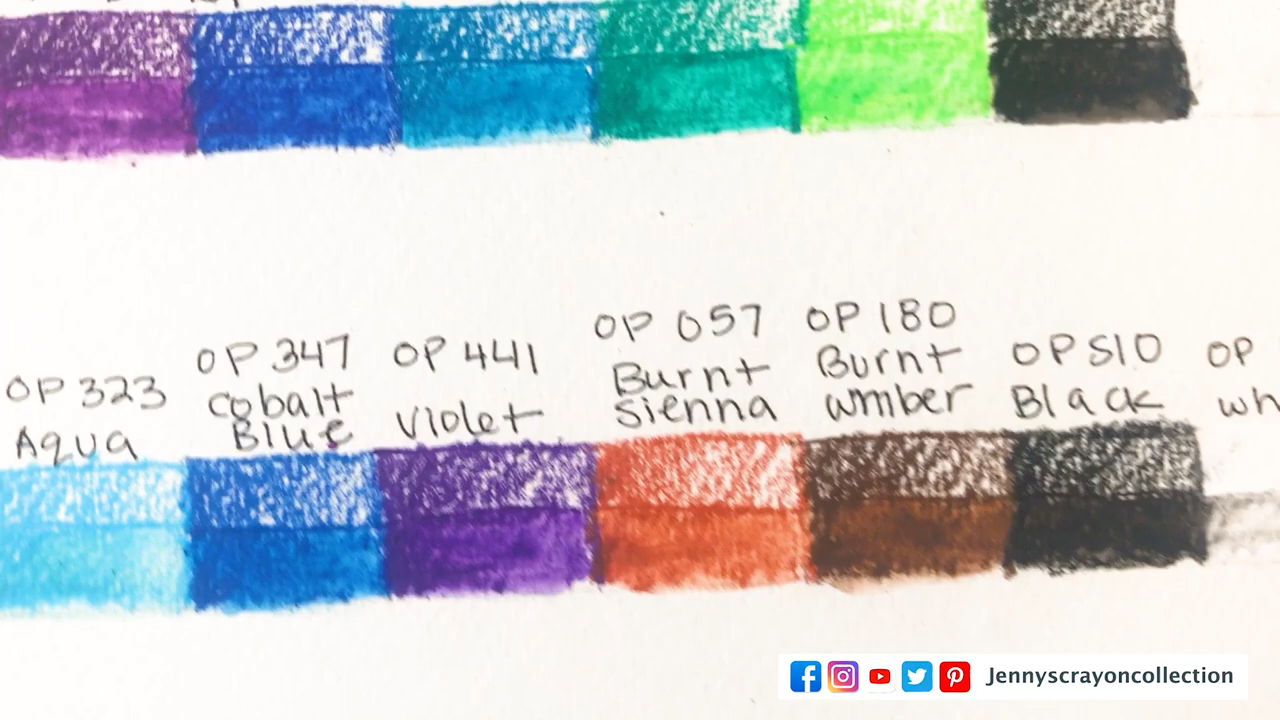 OP 323
Aqua
OP 347
cobalt
Blue
OP 441
Violet
OP 057
Burnt
sienna
OP 180
Burnt
umber
OP 510
Black
OP
wh
Jennyscrayoncollection